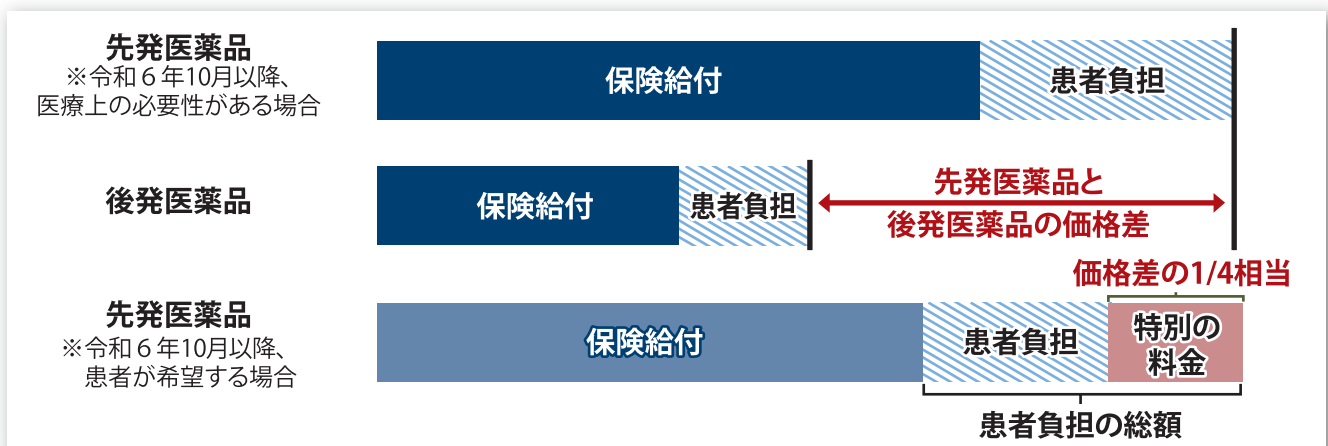 先発医薬品
※令和６年10月以降、
医療上の必要性がある場合
保険給付
患者負担
後発医薬品
保険給付
患者負担
先発医薬品と
後発医薬品の価格差
価格差の1/4相当
先発医薬品
※令和６年10月以降、
患者が希望する場合
保険給付
患者負担
特別の
料金
患者負担の総額